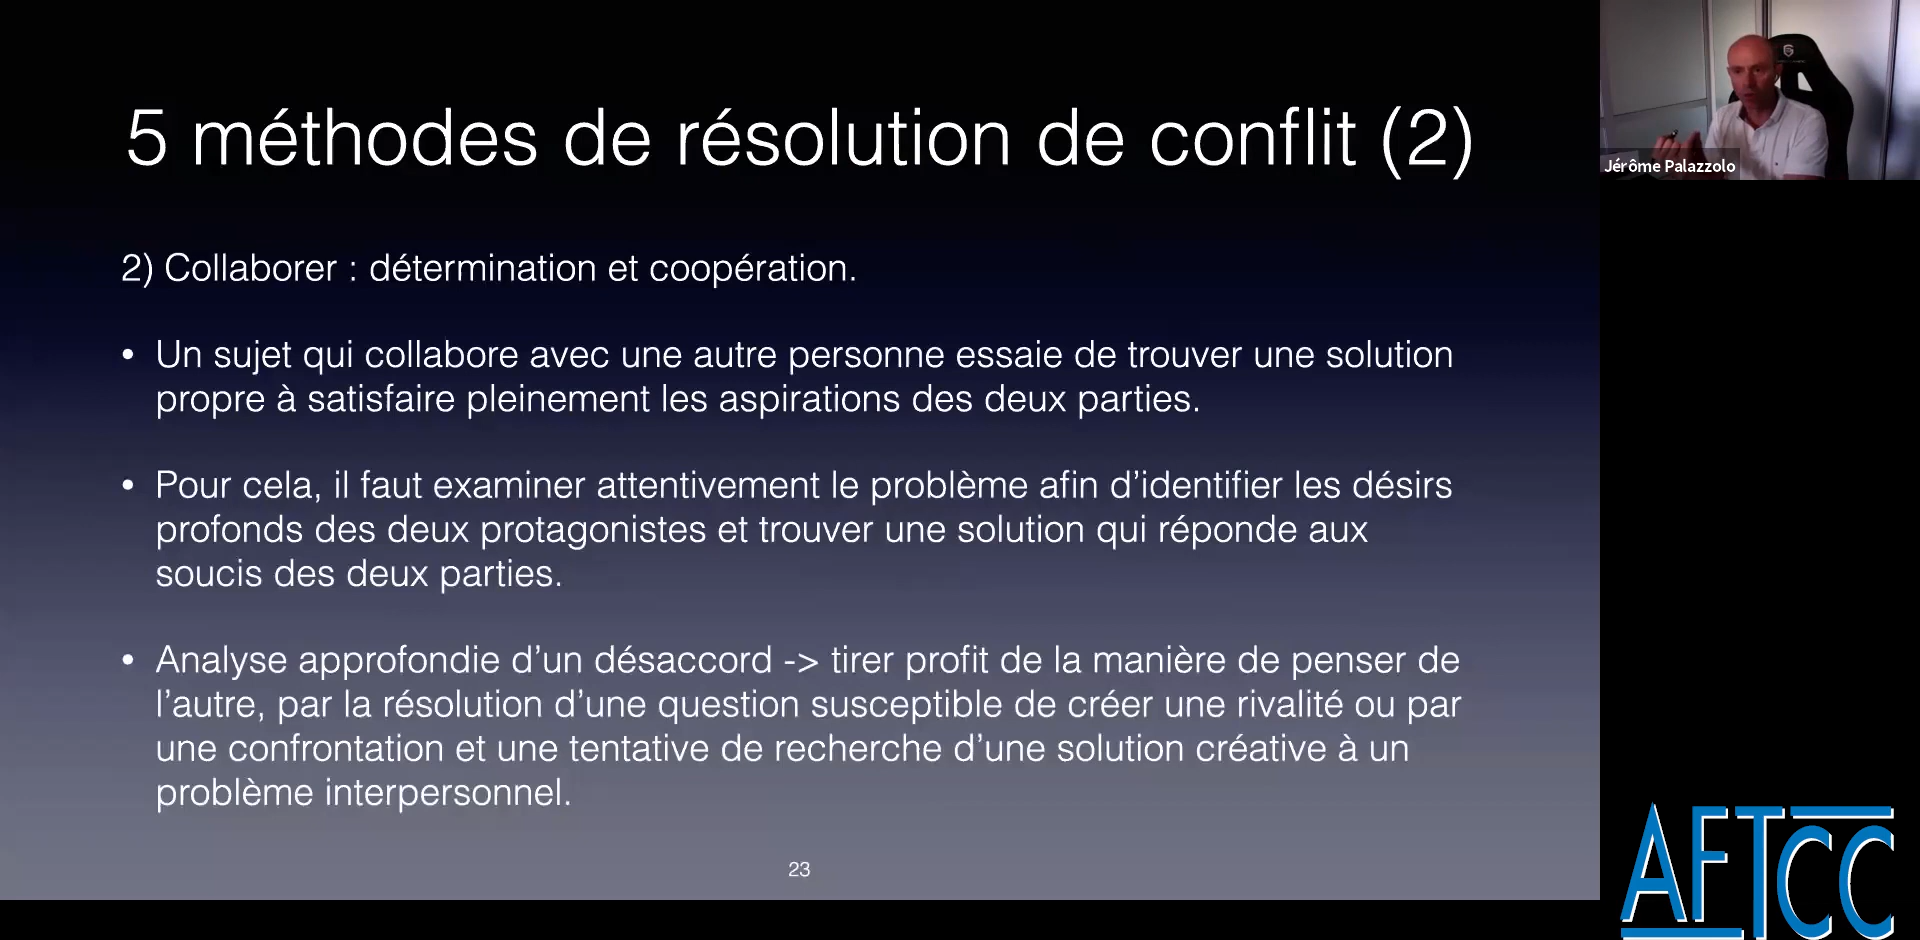 5 méthodes de résolution de conflit (2)
Jérôme Palazzolo
2) Collaborer : détermination et coopération.
• Un sujet qui collabore avec une autre personne essaie de trouver une solution
propre à satisfaire pleinement les aspirations des deux parties.
• Pour cela, il faut examiner attentivement le problème afin d’identifier les désirs
profonds des deux protagonistes et trouver une solution qui réponde aux
soucis des deux parties.
• Analyse approfondie d’un désaccord -> tirer profit de la manière de penser de
l’autre, par la résolution d’une question susceptible de créer une rivalité ou par
une confrontation et une tentative de recherche d’une solution créative à un
problème interpersonnel.
23
AFTCC